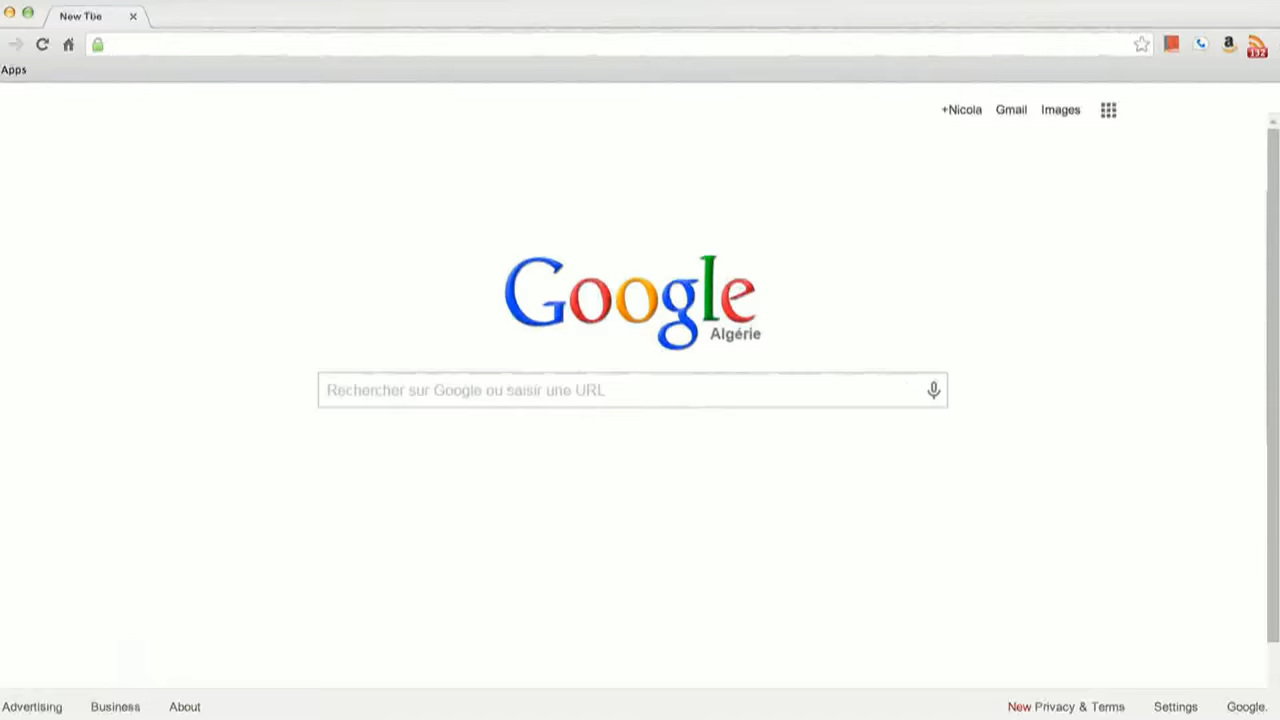 New
Apps
132
+Nicola Gmail Images
Google
Algérie
Rechercher sur Google ou saisir une URL
Advertising Business About New Privacy & Terms Settings Google.